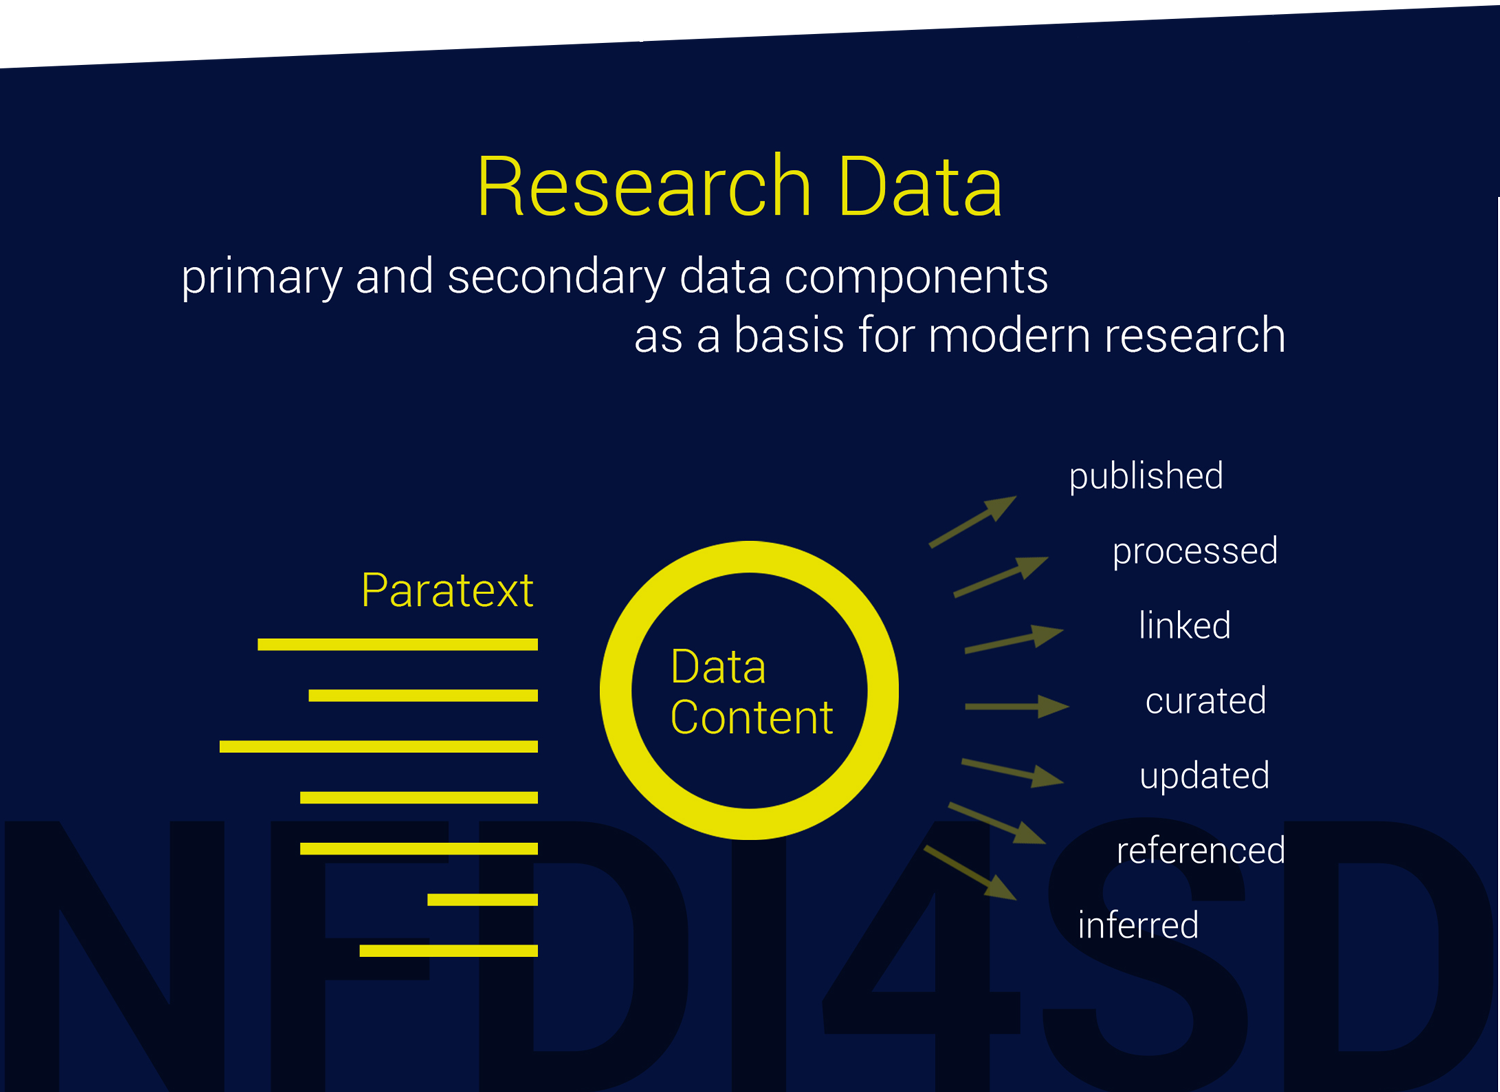 Research Data
primary and secondary data components
as a basis for modern research
Paratext
Data
Content
published
processed
linked
curated
updated
referenced
inferred
NFDI4SD